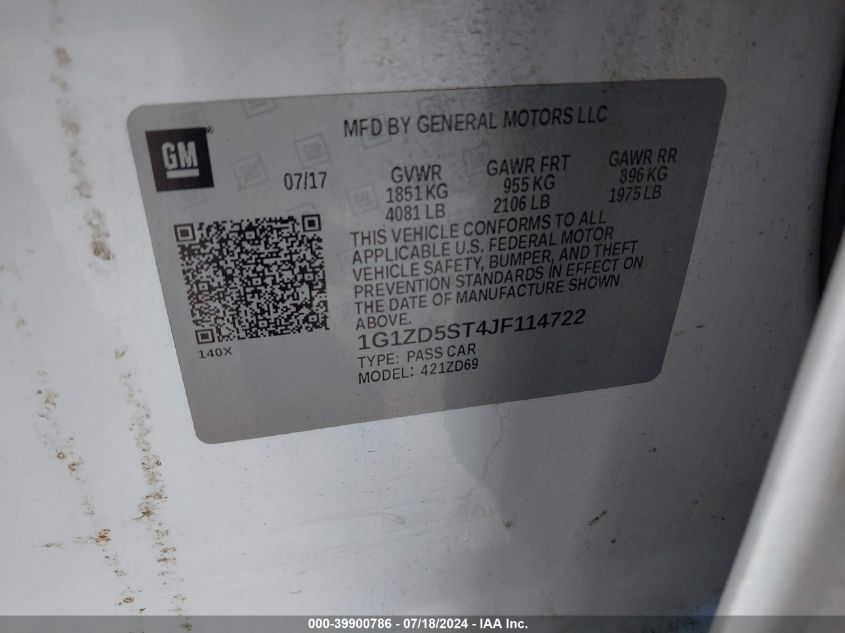 GM
MFD BY GENERAL MOTORS LLC
07/17
GVWR GAWR FRT GAWR RR
1851 KG 955 KG 896 KG
4081 LB 2106 LB 1975 LB
THIS VEHICLE CONFORMS TO ALL
APPLICABLE U.S. FEDERAL MOTOR
VEHICLE SAFETY, BUMPER, AND THEFT
PREVENTION STANDARDS IN EFFECT ON
THE DATE OF MANUFACTURE SHOWN
ABOVE.
1G1ZD5ST4JF114722
TYPE: PASS CAR
MODEL: 421ZD69
140X
000-39900786 - 07/18/2024 - IAA, Inc.